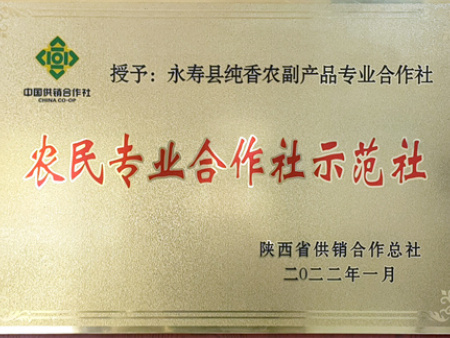 授予：永寿县纯香农副产品专业合作社
中国供销合作社
CHINA CO-OP
农民专业合作社示范社
陕西省供销合作总社
二0二二年一月